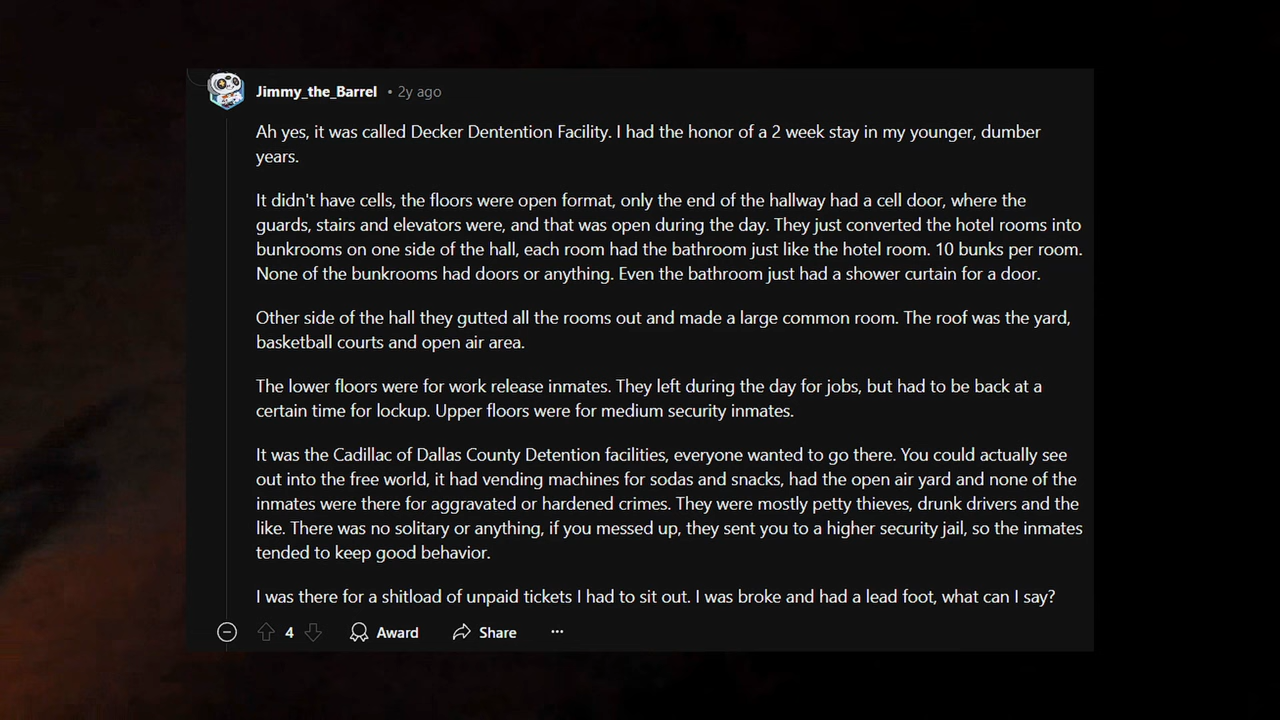 Jimmy_the_Barrel • 2y ago
Ah yes, it was called Decker Dentention Facility. I had the honor of a 2 week stay in my younger, dumber
years.
It didn't have cells, the floors were open format, only the end of the hallway had a cell door, where the
guards, stairs and elevators were, and that was open during the day. They just converted the hotel rooms into
bunkrooms on one side of the hall, each room had the bathroom just like the hotel room. 10 bunks per room.
None of the bunkrooms had doors or anything. Even the bathroom just had a shower curtain for a door.
Other side of the hall they gutted all the rooms out and made a large common room. The roof was the yard,
basketball courts and open air area.
The lower floors were for work release inmates. They left during the day for jobs, but had to be back at a
certain time for lockup. Upper floors were for medium security inmates.
It was the Cadillac of Dallas County Detention facilities, everyone wanted to go there. You could actually see
out into the free world, it had vending machines for sodas and snacks, had the open air yard and none of the
inmates were there for aggravated or hardened crimes. They were mostly petty thieves, drunk drivers and the
like. There was no solitary or anything, if you messed up, they sent you to a higher security jail, so the inmates
tended to keep good behavior.
I was there for a shitload of unpaid tickets I had to sit out. I was broke and had a lead foot, what can I say?
4 Award Share ...